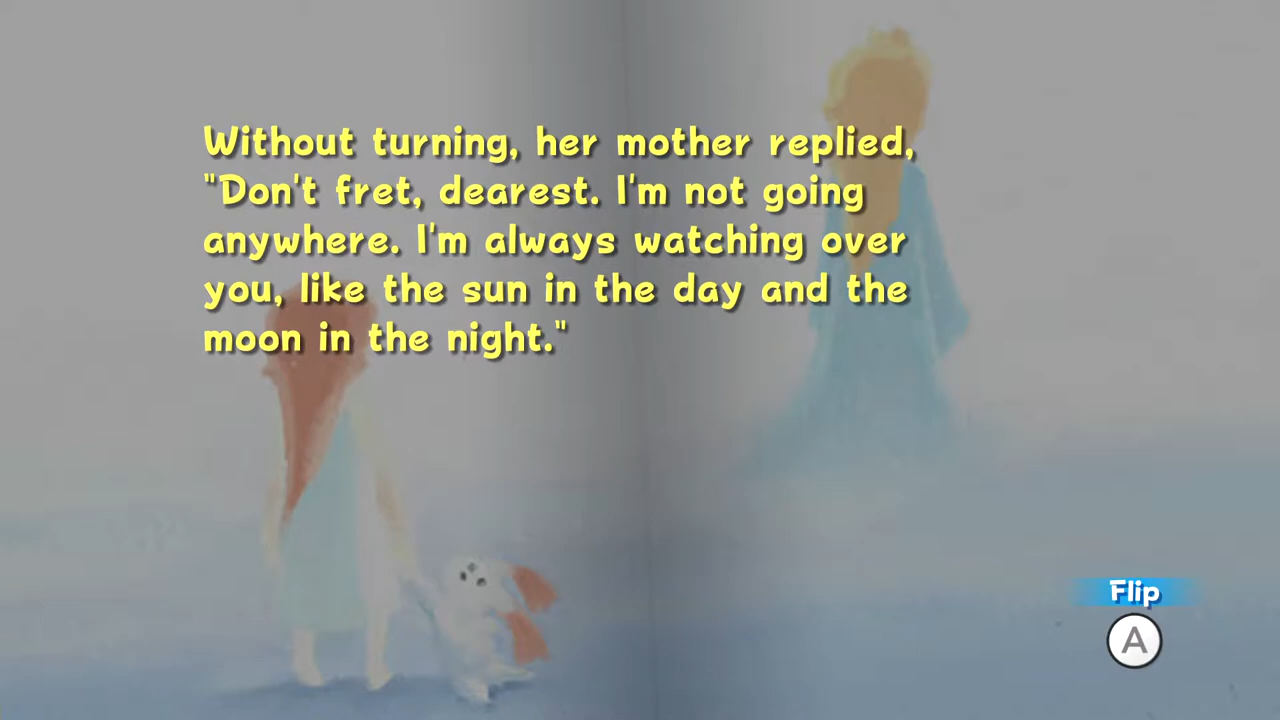 Without turning, her mother replied,
"Don't fret, dearest. I'm not going
anywhere. I'm always watching over
you, like the sun in the day and the
moon in the night."
Flip
A